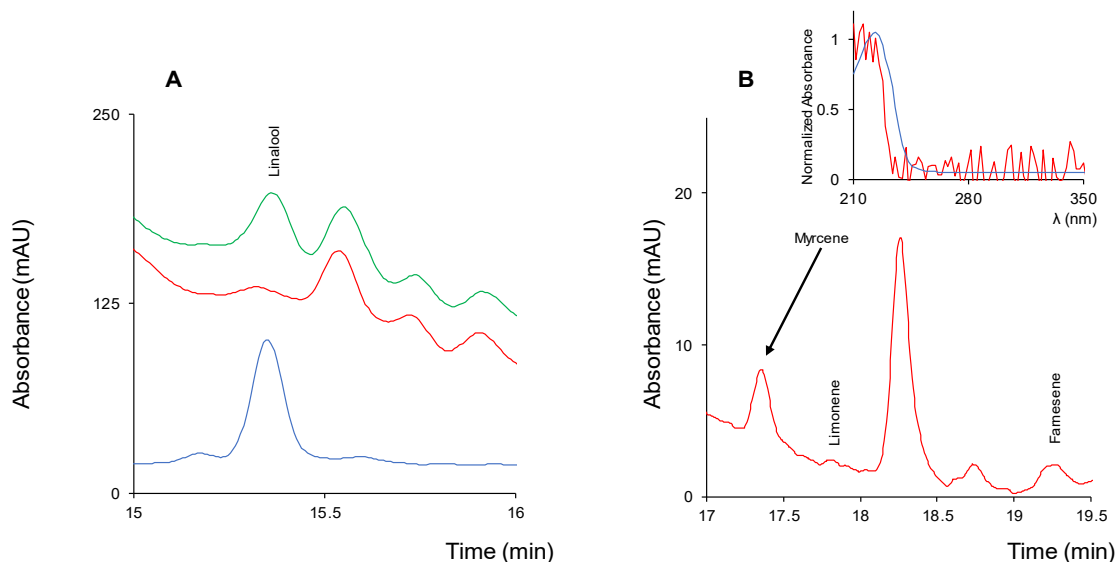 A
250
125
0
15
15.5
16
Absorbance (mAU)
Time (min)
Linalool
B
20
10
0
17
17.5
18
18.5
19
19.5
Absorbance (mAU)
Time (min)
Myrcene
Limonene
Farnesene
1
0.5
0
210
280
350
Normalized Absorbance
λ (nm)